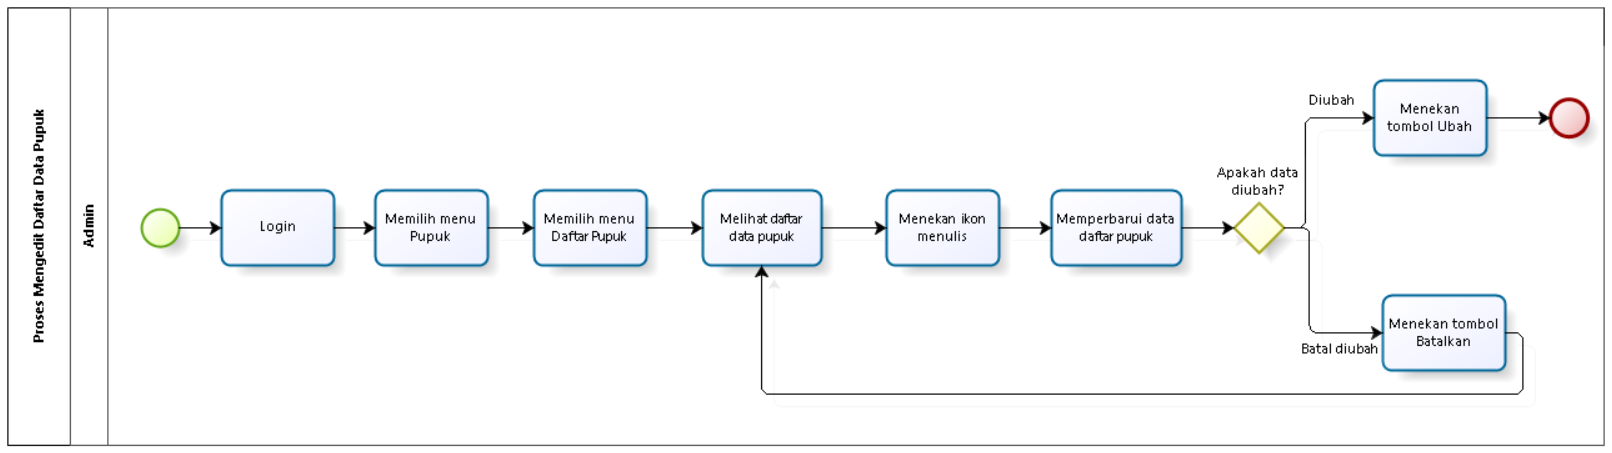 Proses Mengedit Daftar Data Pupuk
Admin
Login
Memilih menu
Pupuk
Memilih menu
Daftar Pupuk
Melihat daftar
data pupuk
Menekan ikon
menulis
Memperbarui data
daftar pupuk
Apakah data
diubah?
Diubah
Menekan
tombol Ubah
Batal diubah
Menekan tombol
Batalkan